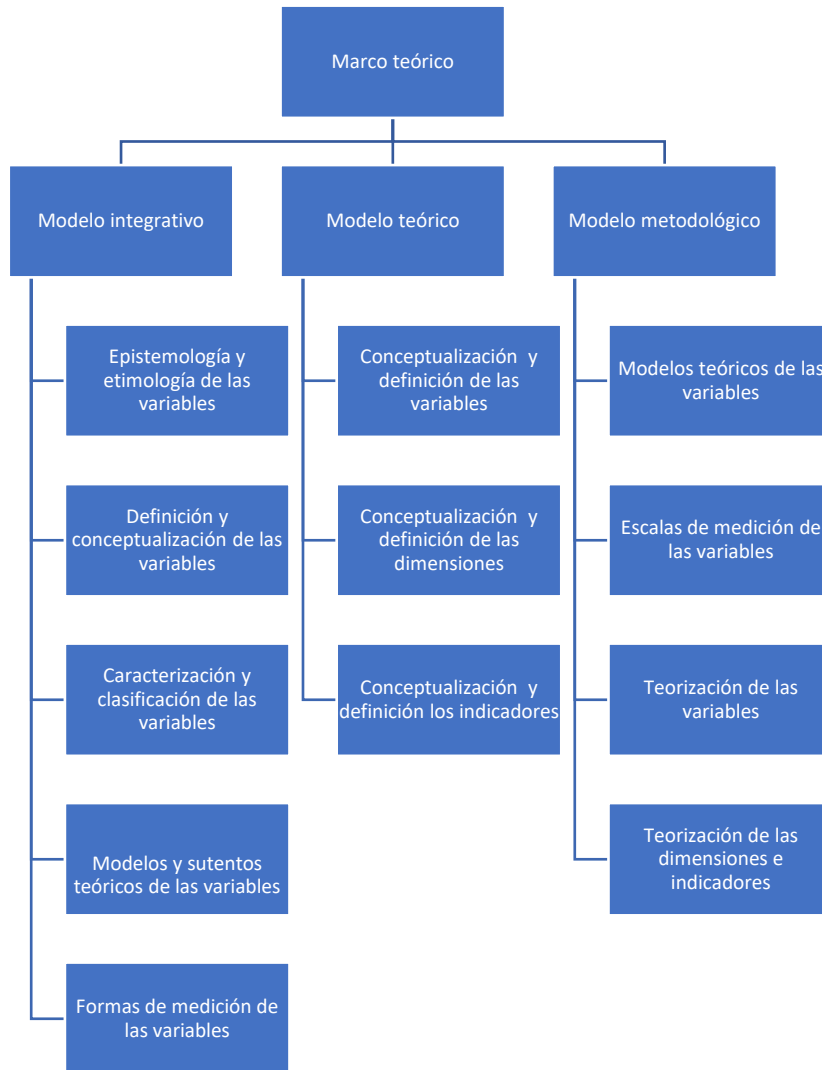 Marco teórico
Modelo integrativo
Epistemología y
etimología de las
variables
Definición y
conceptualización de las
variables
Caracterización y
clasificación de las
variables
Modelos y sutentos
teóricos de las variables
Formas de medición de
las variables
Modelo teórico
Conceptualización y
definición de las
variables
Conceptualización y
definición de las
dimensiones
Conceptualización y
definición los indicadores
Modelo metodológico
Modelos teóricos de las
variables
Escalas de medición de
las variables
Teorización de las
variables
Teorización de las
dimensiones e
indicadores